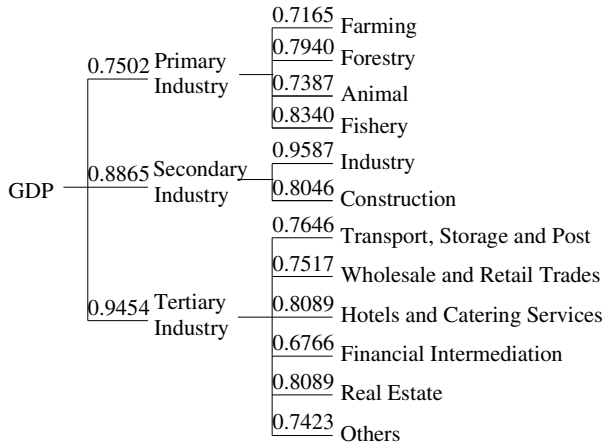 0.7165 Farming
0.7940 Forestry
0.7502 Primary
Industry
0.7387 Animal
0.8340 Fishery
0.9587 Industry
0.8865 Secondary
Industry
GDP
0.8046 Construction
0.7646 Transport, Storage and Post
0.7517 Wholesale and Retail Trades
0.9454 Tertiary
Industry
0.8089 Hotels and Catering Services
0.6766 Financial Intermediation
0.8089 Real Estate
0.7423 Others